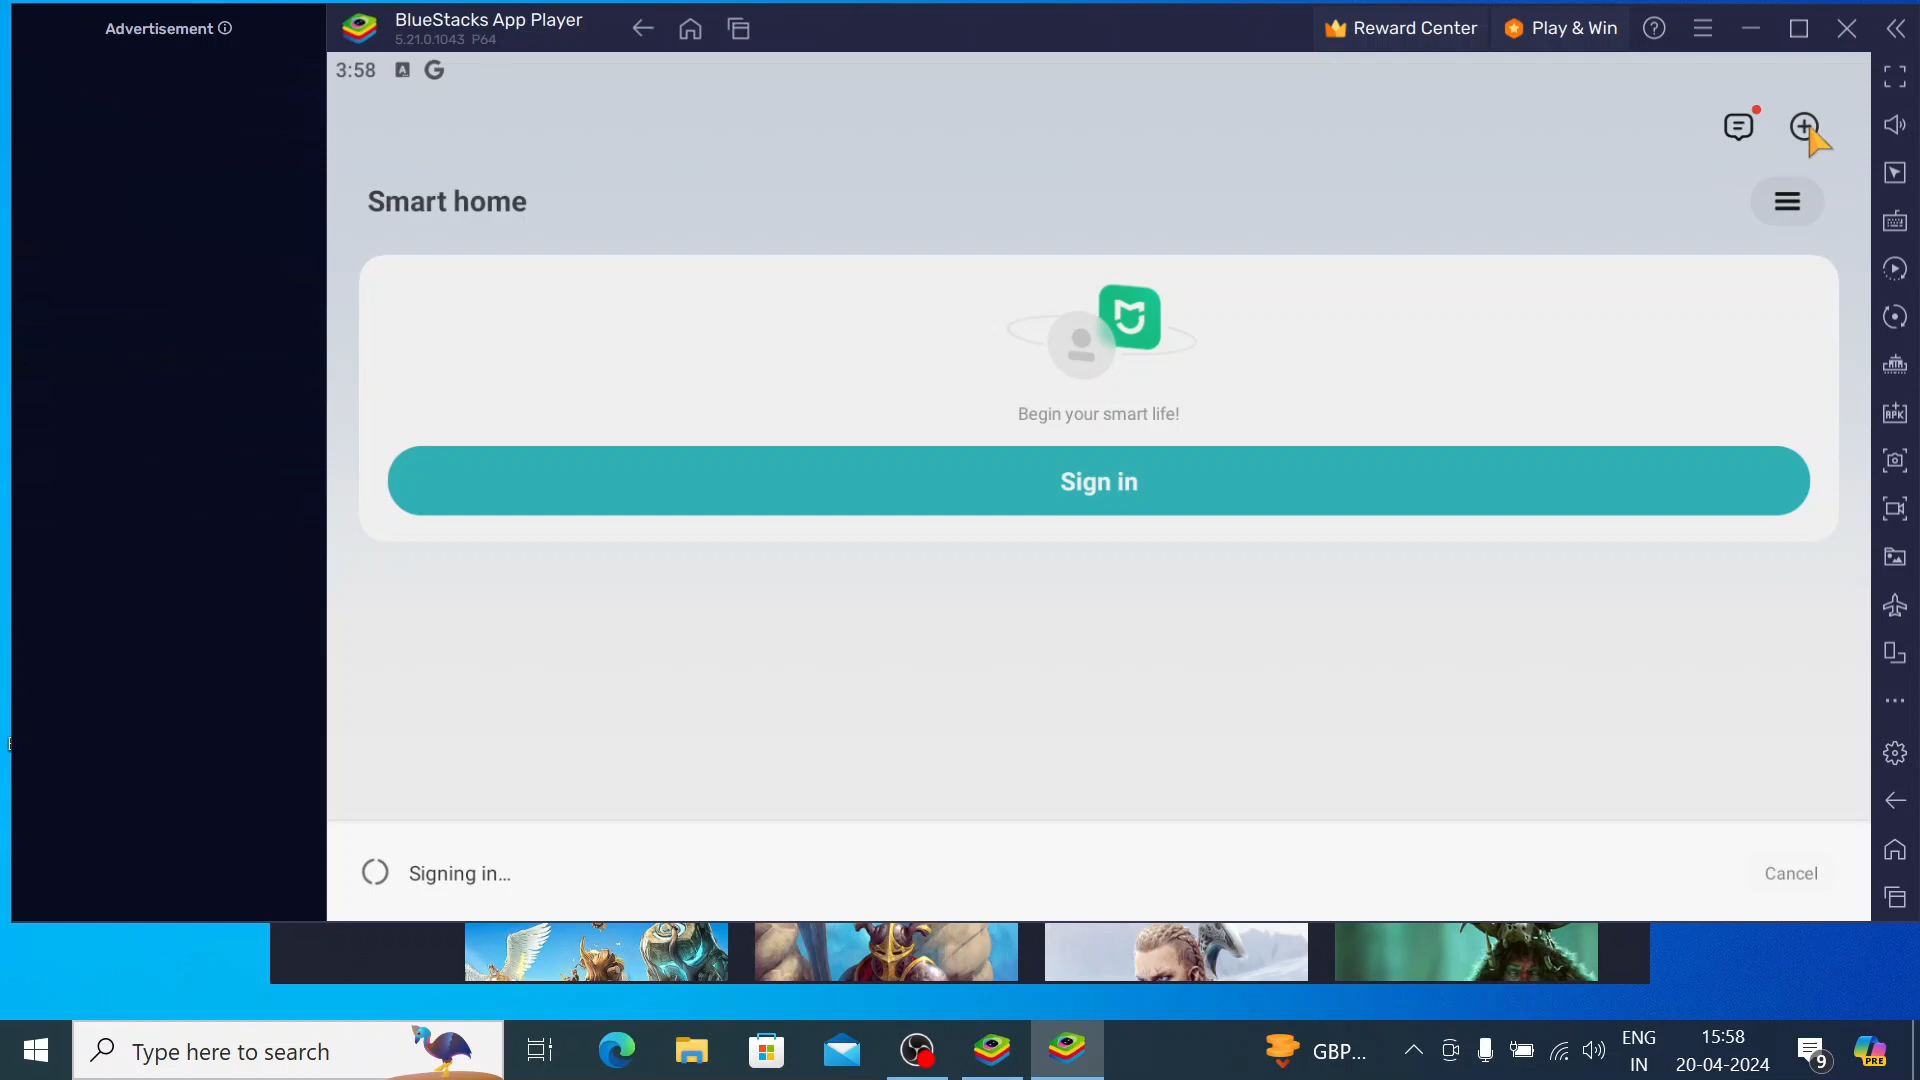 Advertisement
BlueStacks App Player
5.21.0.1043 P64
Reward Center
Play & Win
3:58
Smart home
Begin your smart life!
Sign in
Signing in...
Cancel
Type here to search
GBP...
ENG
IN
15:58
20-04-2024
9
PRE